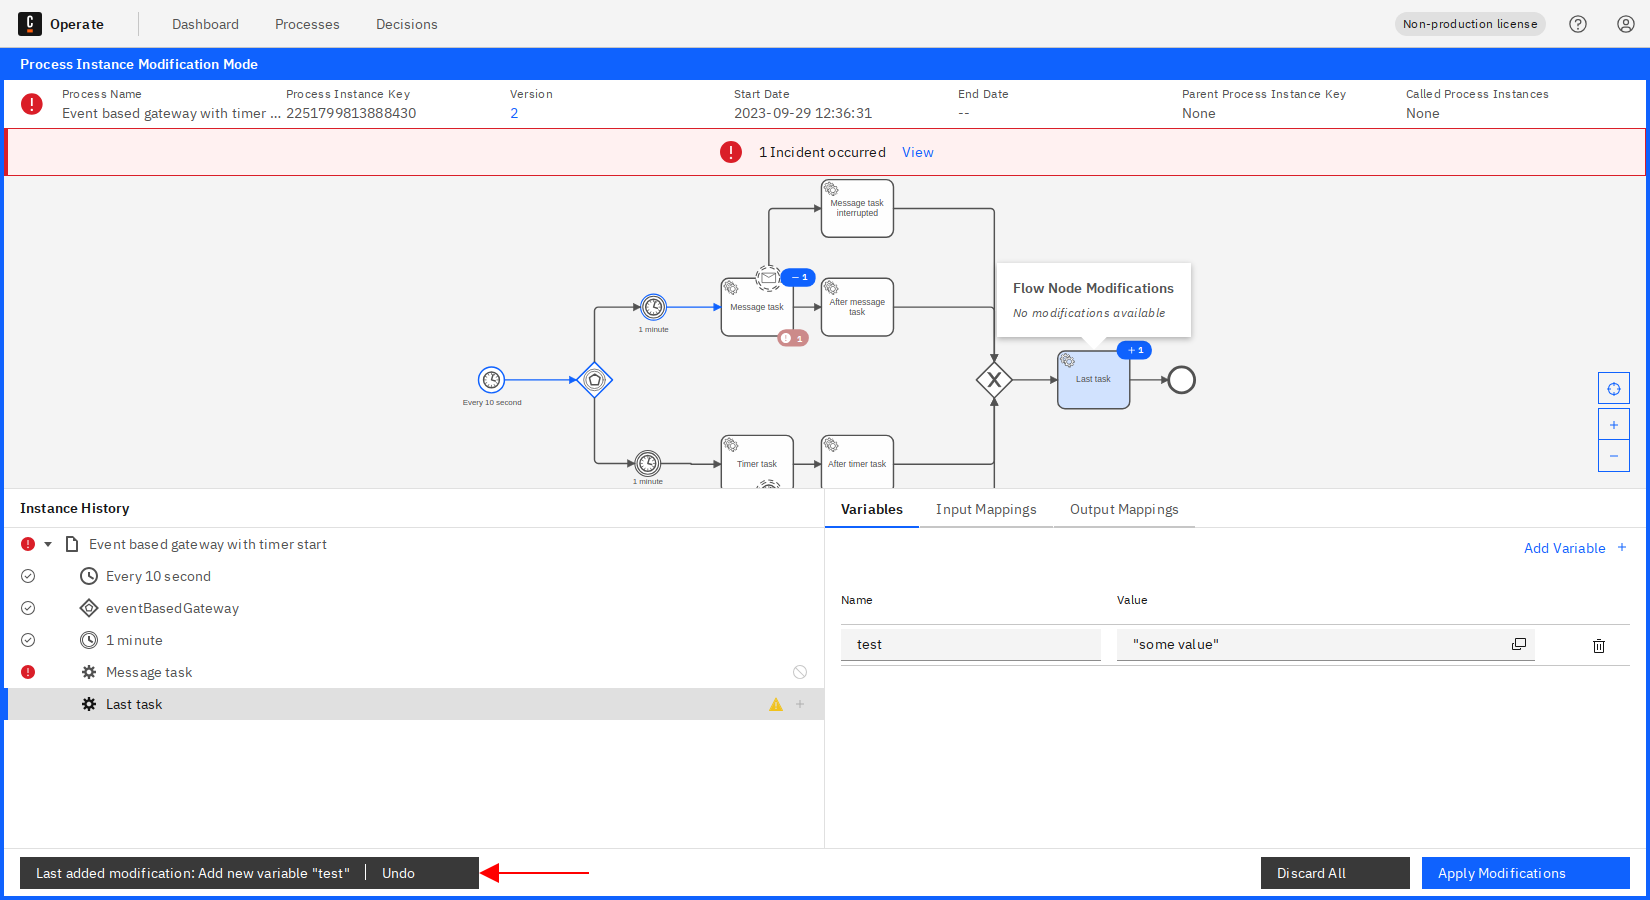 C Operate Dashboard Processes Decisions Non-production license
Process Instance Modification Mode
Process Name Process Instance Key Version Start Date End Date Parent Process Instance Key Called Process Instances
Event based gateway with timer ... 2251799813888430 2 2023-09-29 12:36:31 -- None None
1 Incident occurred View
Message task
interrupted
− 1
Message task
After message
task
1 minute
1
Flow Node Modifications
No modifications available
+ 1
Last task
X
Every 10 second
Timer task
After timer task
1 minute
Instance History
Event based gateway with timer start
Every 10 second
eventBasedGateway
1 minute
Message task
Last task
Variables Input Mappings Output Mappings
Add Variable +
Name Value
test "some value"
Last added modification: Add new variable "test" Undo
Discard All Apply Modifications